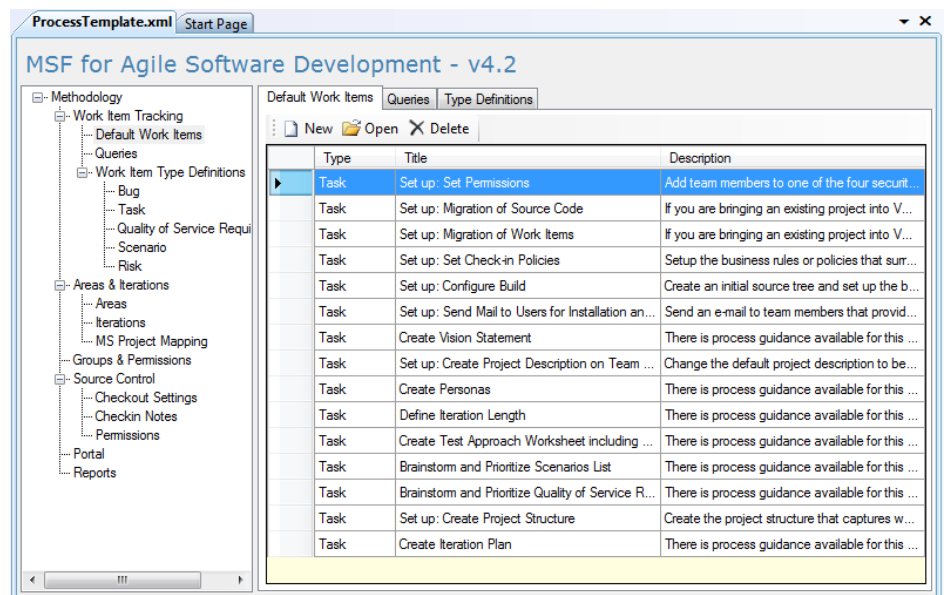 ProcessTemplate.xml Start Page
MSF for Agile Software Development - v4.2
Methodology
Work Item Tracking
Default Work Items
Queries
Work Item Type Definitions
Bug
Task
Quality of Service Requi
Scenario
Risk
Areas & Iterations
Areas
Iterations
MS Project Mapping
Groups & Permissions
Source Control
Checkout Settings
Checkin Notes
Permissions
Portal
Reports
Default Work Items Queries Type Definitions
New Open Delete
Type Title Description
Task Set up: Set Permissions Add team members to one of the four securit...
Task Set up: Migration of Source Code If you are bringing an existing project into V...
Task Set up: Migration of Work Items If you are bringing an existing project into V...
Task Set up: Set Check-in Policies Setup the business rules or policies that surr...
Task Set up: Configure Build Create an initial source tree and set up the b...
Task Set up: Send Mail to Users for Installation an... Send an e-mail to team members that provid...
Task Create Vision Statement There is process guidance available for this ...
Task Set up: Create Project Description on Team ... Change the default project description to be...
Task Create Personas There is process guidance available for this ...
Task Define Iteration Length There is process guidance available for this ...
Task Create Test Approach Worksheet including ... There is process guidance available for this ...
Task Brainstorm and Prioritize Scenarios List There is process guidance available for this ...
Task Brainstorm and Prioritize Quality of Service R... There is process guidance available for this ...
Task Set up: Create Project Structure Create the project structure that captures w...
Task Create Iteration Plan There is process guidance available for this ...